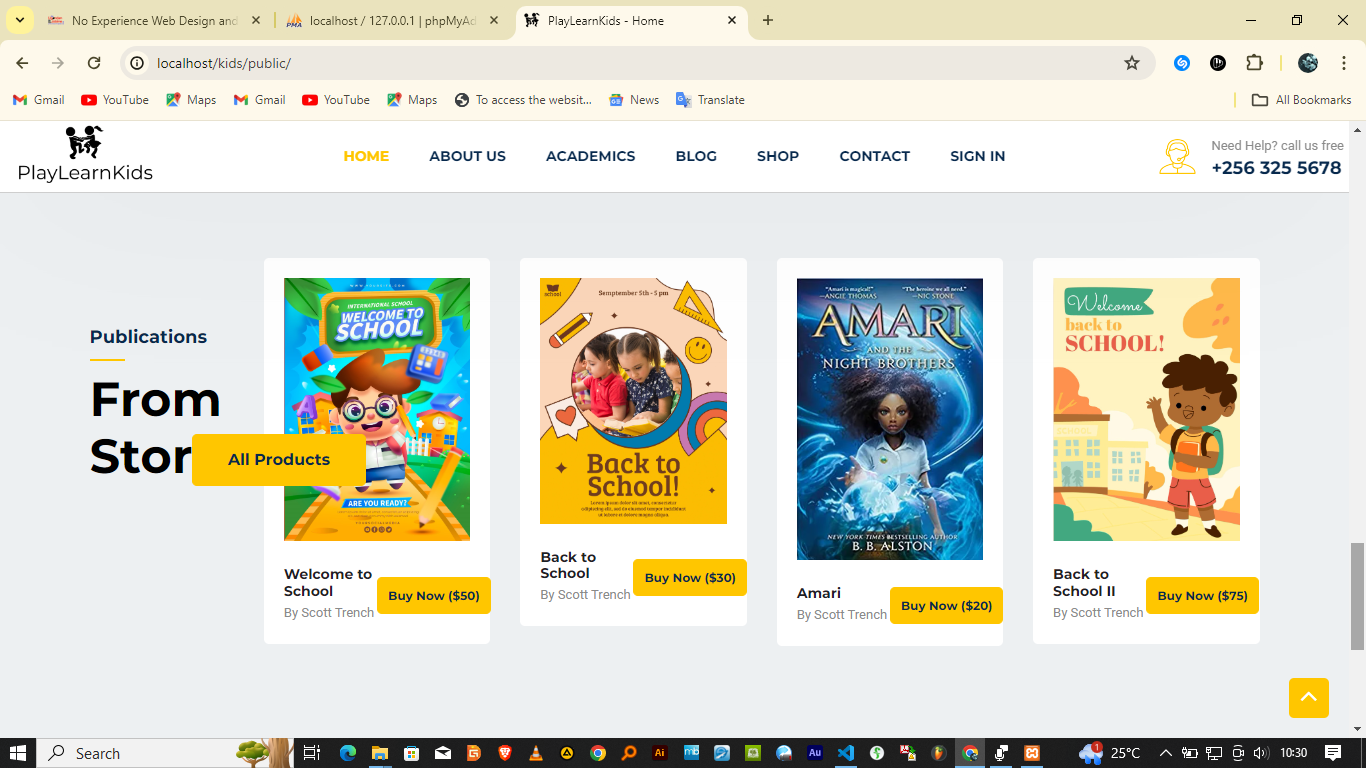 No Experience Web Design and
localhost / 127.0.0.1 | phpMyAd
PlayLearnKids - Home
localhost/kids/public/
Gmail
YouTube
Maps
Gmail
YouTube
Maps
To access the websit...
News
Translate
All Bookmarks
PlayLearnKids
HOME
ABOUT US
ACADEMICS
BLOG
SHOP
CONTACT
SIGN IN
Need Help? call us free
+256 325 5678
Publications
From
Stor
All Products
INTERNATIONAL SCHOOL
WELCOME TO
SCHOOL
ARE YOU READY?
Welcome to
School
By Scott Trench
Buy Now ($50)
school
Semptember 5th - 5 pm
Back to
School!
Back to
School
By Scott Trench
Buy Now ($30)
"Amari is magical!"
—ANGIE THOMAS
"The heroine we all need."
—NIC STONE
AMARI
AND THE
NIGHT BROTHERS
NEW YORK TIMES BESTSELLING AUTHOR
B. B. ALSTON
Amari
By Scott Trench
Buy Now ($20)
Welcome
back to
SCHOOL!
Back to
School II
By Scott Trench
Buy Now ($75)
Search
PMA
Ai
Au
1
25°C
10:30